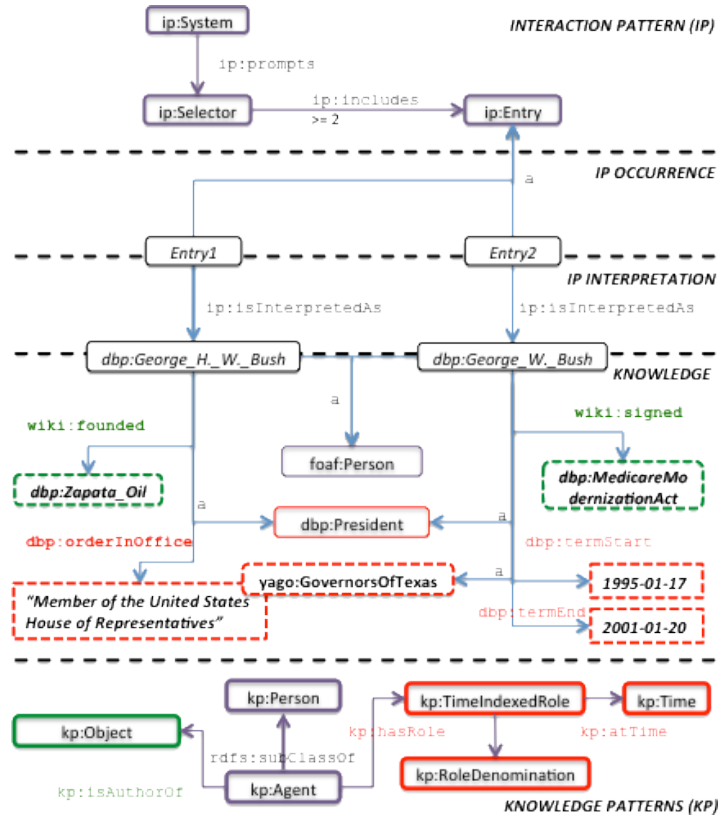 ip:System
INTERACTION PATTERN (IP)
ip:prompts
ip:Selector
ip:includes
>= 2
ip:Entry
a
IP OCCURRENCE
Entry1
Entry2
IP INTERPRETATION
ip:isInterpretedAs
ip:isInterpretedAs
dbp:George_H._W._Bush
dbp:George_W._Bush
KNOWLEDGE
a
wiki:founded
wiki:signed
foaf:Person
dbp:Zapata_Oil
dbp:MedicareMo
dernizationAct
a
dbp:President
a
dbp:orderInOffice
dbp:termStart
yago:GovernorsOfTexas
a
1995-01-17
"Member of the United States
House of Representatives"
dbp:termEnd
2001-01-20
kp:Person
kp:TimeIndexedRole
kp:Time
kp:Object
kp:hasRole
kp:atTime
rdfs:subClassOf
kp:RoleDenomination
kp:isAuthorOf
kp:Agent
KNOWLEDGE PATTERNS (KP)